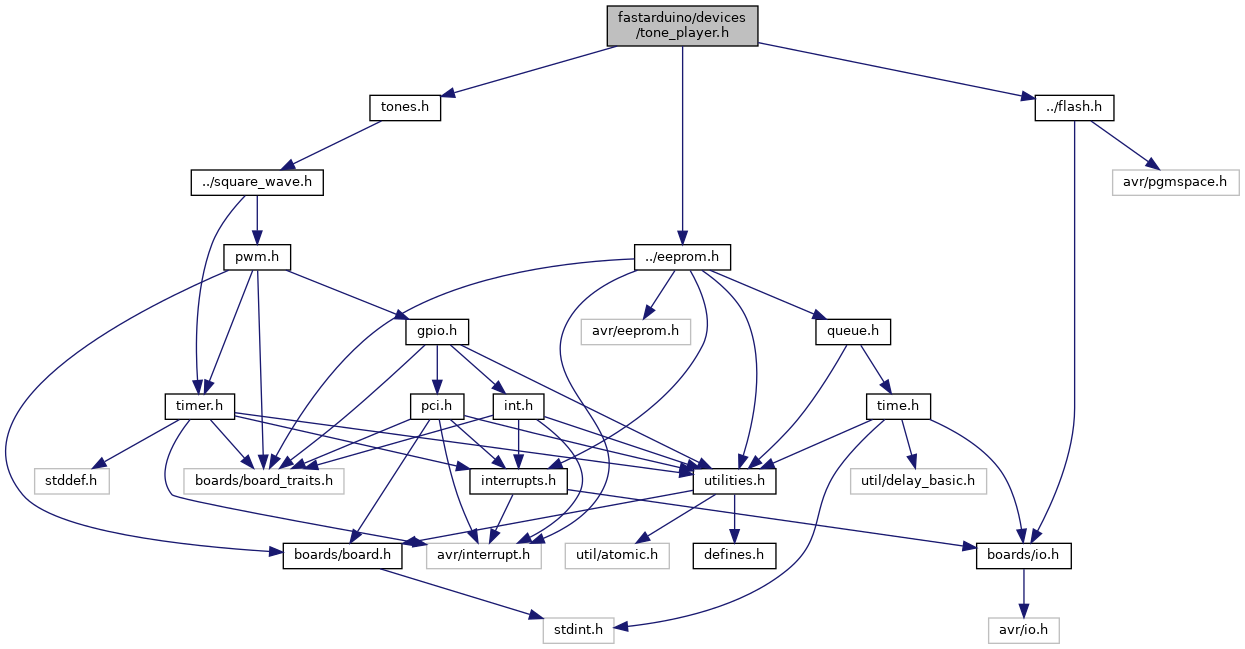 fastarduino/devices
/tone_player.h
tones.h
../flash.h
../square_wave.h
avr/pgmspace.h
pwm.h
../eeprom.h
gpio.h
avr/eeprom.h
queue.h
timer.h
pci.h
int.h
time.h
stddef.h
boards/board_traits.h
interrupts.h
utilities.h
util/delay_basic.h
boards/board.h
avr/interrupt.h
util/atomic.h
defines.h
boards/io.h
stdint.h
avr/io.h